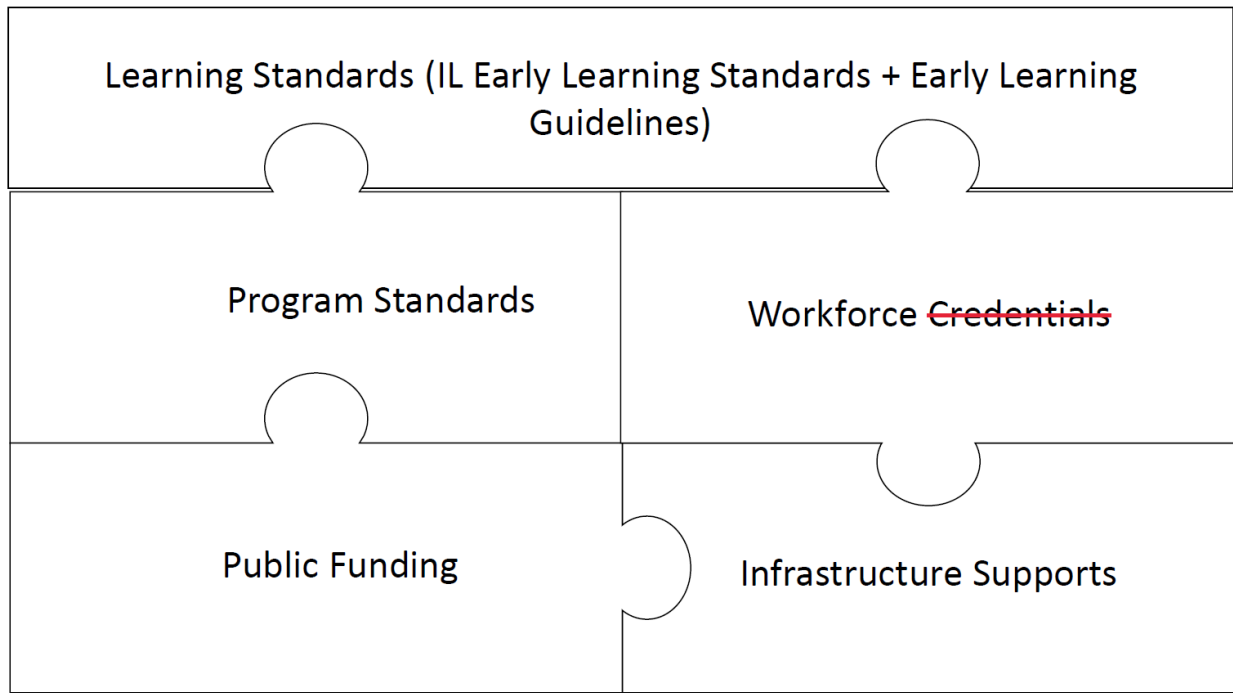 Learning Standards (IL Early Learning Standards + Early Learning
Guidelines)
Program Standards
Workforce Credentials
Public Funding
Infrastructure Supports